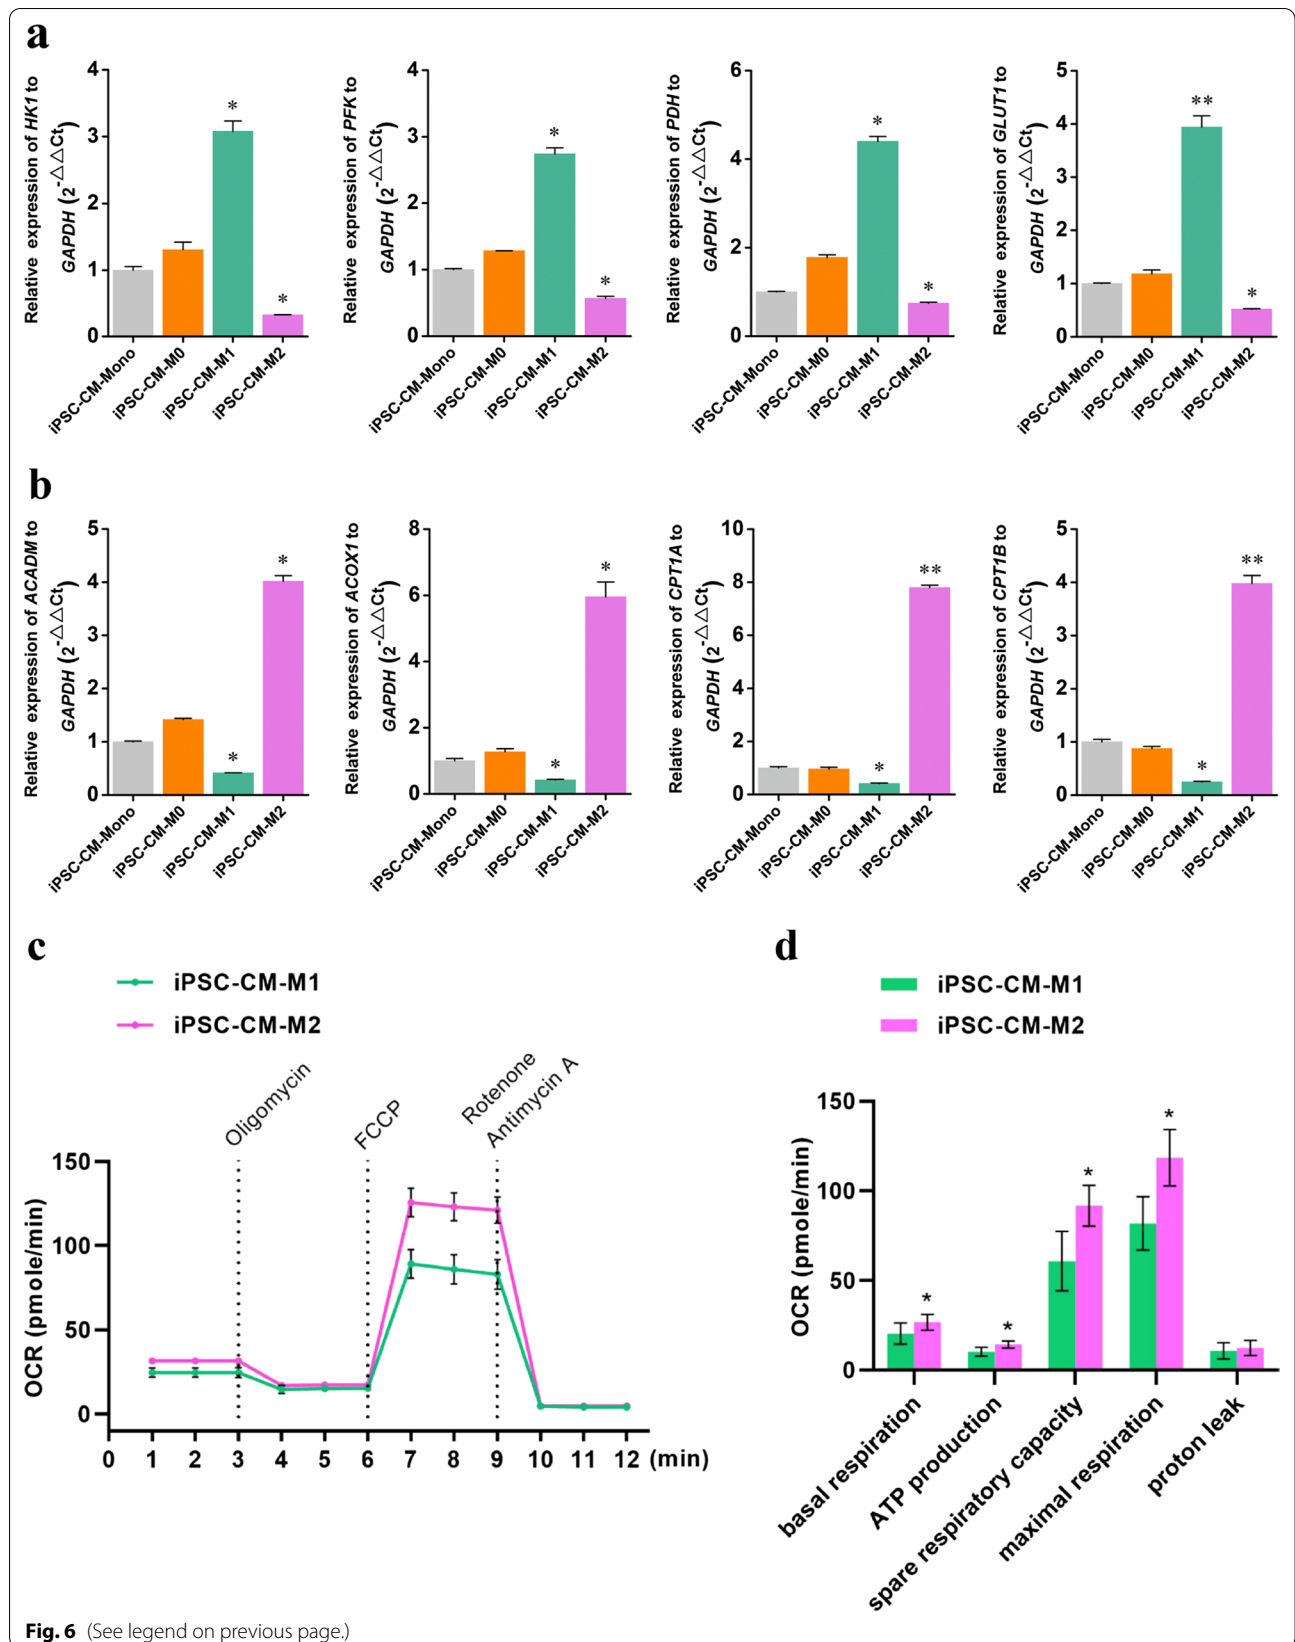 a
Relative expression of HK1 to
GAPDH (2-△△Ct)
4
3
2
1
0
*
*
iPSC-CM-Mono
iPSC-CM-M0
iPSC-CM-M1
iPSC-CM-M2
Relative expression of PFK to
GAPDH (2-△△Ct)
4
3
2
1
0
*
*
iPSC-CM-Mono
iPSC-CM-M0
iPSC-CM-M1
iPSC-CM-M2
Relative expression of PDH to
GAPDH (2-△△Ct)
6
4
2
0
*
*
iPSC-CM-Mono
iPSC-CM-M0
iPSC-CM-M1
iPSC-CM-M2
Relative expression of GLUT1 to
GAPDH (2-△△Ct)
5
4
3
2
1
0
**
*
iPSC-CM-Mono
iPSC-CM-M0
iPSC-CM-M1
iPSC-CM-M2
b
Relative expression of ACADM to
GAPDH (2-△△Ct)
5
4
3
2
1
0
*
*
iPSC-CM-Mono
iPSC-CM-M0
iPSC-CM-M1
iPSC-CM-M2
Relative expression of ACOX1 to
GAPDH (2-△△Ct)
8
6
4
2
0
*
*
iPSC-CM-Mono
iPSC-CM-M0
iPSC-CM-M1
iPSC-CM-M2
Relative expression of CPT1A to
GAPDH (2-△△Ct)
10
8
6
4
2
0
*
**
iPSC-CM-Mono
iPSC-CM-M0
iPSC-CM-M1
iPSC-CM-M2
Relative expression of CPT1B to
GAPDH (2-△△Ct)
5
4
3
2
1
0
*
**
iPSC-CM-Mono
iPSC-CM-M0
iPSC-CM-M1
iPSC-CM-M2
c
iPSC-CM-M1
iPSC-CM-M2
Oligomycin
FCCP
Rotenone
Antimycin A
OCR (pmole/min)
150
100
50
0
0 1 2 3 4 5 6 7 8 9 10 11 12 (min)
d
iPSC-CM-M1
iPSC-CM-M2
OCR (pmole/min)
150
100
50
0
*
*
*
*
basal respiration
ATP production
spare respiratory capacity
maximal respiration
proton leak
Fig. 6 (See legend on previous page.)